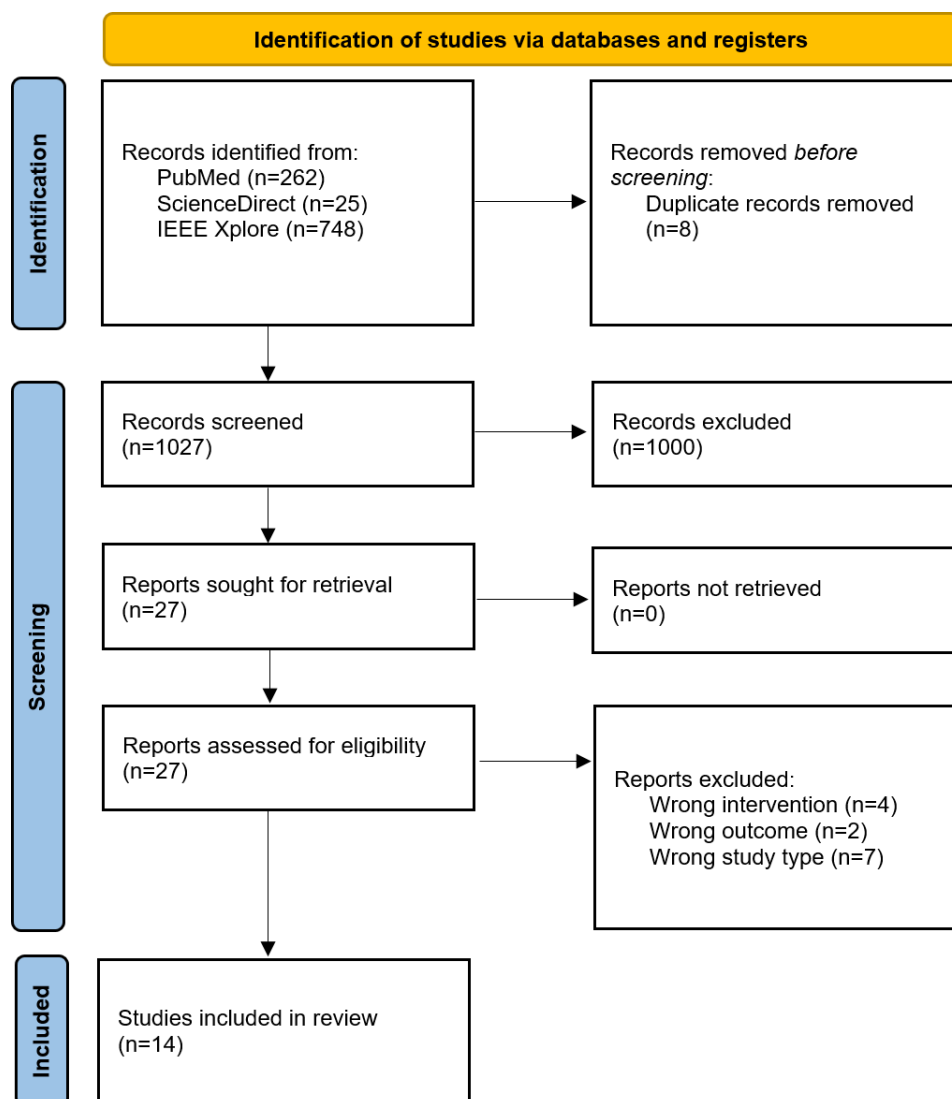 Identification of studies via databases and registers
Identification
Records identified from:
PubMed (n=262)
ScienceDirect (n=25)
IEEE Xplore (n=748)
Records removed before
screening:
Duplicate records removed
(n=8)
Screening
Records screened
(n=1027)
Records excluded
(n=1000)
Reports sought for retrieval
(n=27)
Reports not retrieved
(n=0)
Reports assessed for eligibility
(n=27)
Reports excluded:
Wrong intervention (n=4)
Wrong outcome (n=2)
Wrong study type (n=7)
Included
Studies included in review
(n=14)